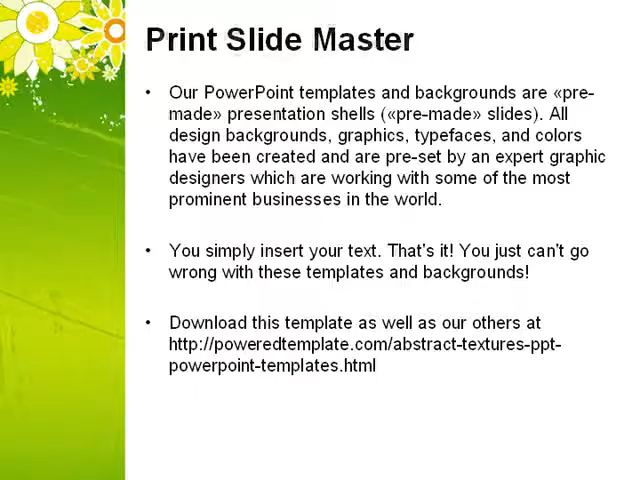 Print Slide Master
• Our PowerPoint templates and backgrounds are «pre-
made» presentation shells («pre-made» slides). All
design backgrounds, graphics, typefaces, and colors
have been created and are pre-set by an expert graphic
designers which are working with some of the most
prominent businesses in the world.
• You simply insert your text. That's it! You just can't go
wrong with these templates and backgrounds!
• Download this template as well as our others at
http://poweredtemplate.com/abstract-textures-ppt-
powerpoint-templates.html